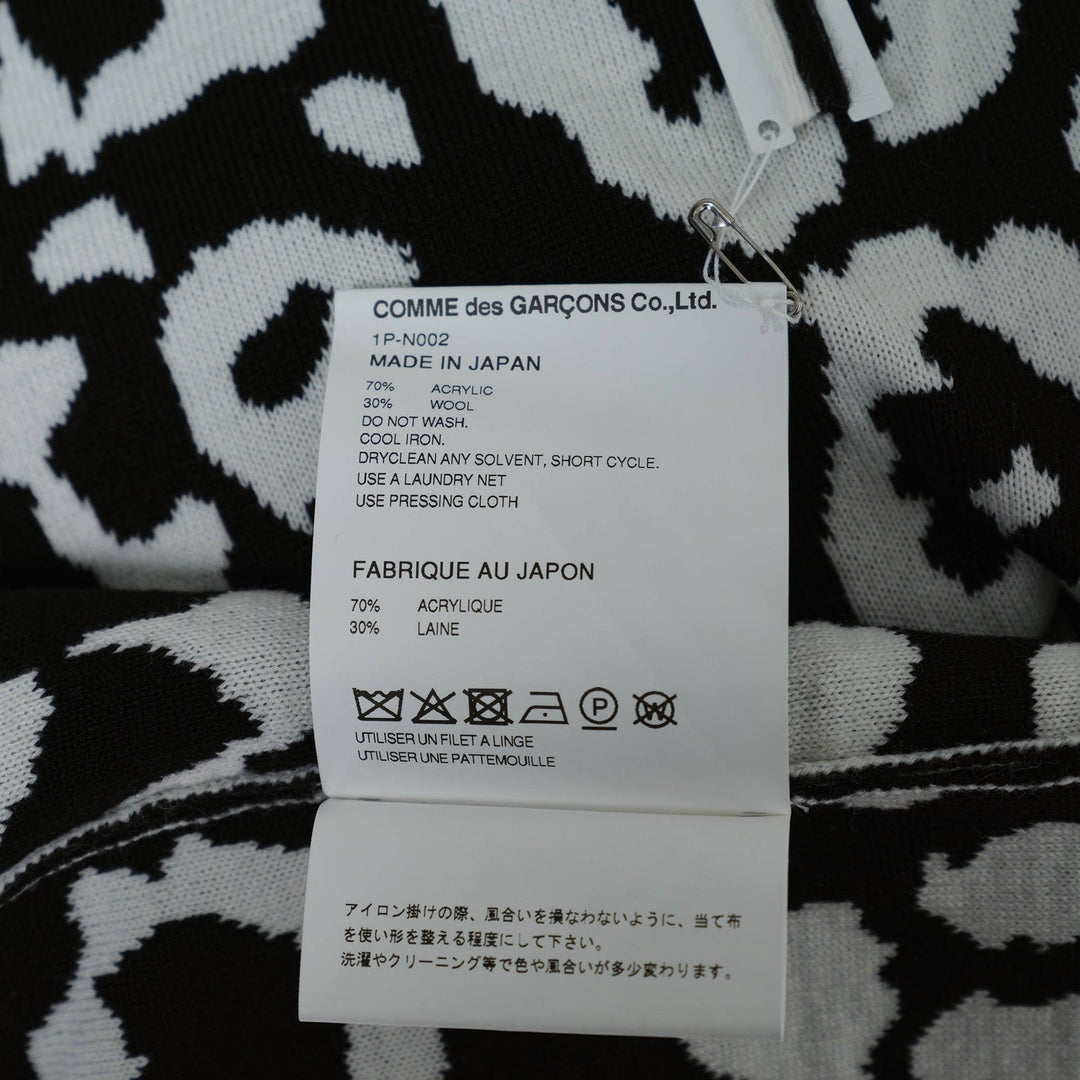 COMME des GARÇONS Co.,Ltd.
1P-N002
MADE IN JAPAN
70% ACRYLIC
30% WOOL
DO NOT WASH.
COOL IRON.
DRYCLEAN ANY SOLVENT, SHORT CYCLE.
USE A LAUNDRY NET
USE PRESSING CLOTH
FABRIQUE AU JAPON
70% ACRYLIQUE
30% LAINE
P W
UTILISER UN FILET A LINGE
UTILISER UNE PATTEMOUILLE
アイロン掛けの際、風合いを損なわないように、当て布
を使い形を整える程度にして下さい。
洗濯やクリーニング等で色や風合いが多少変わります。